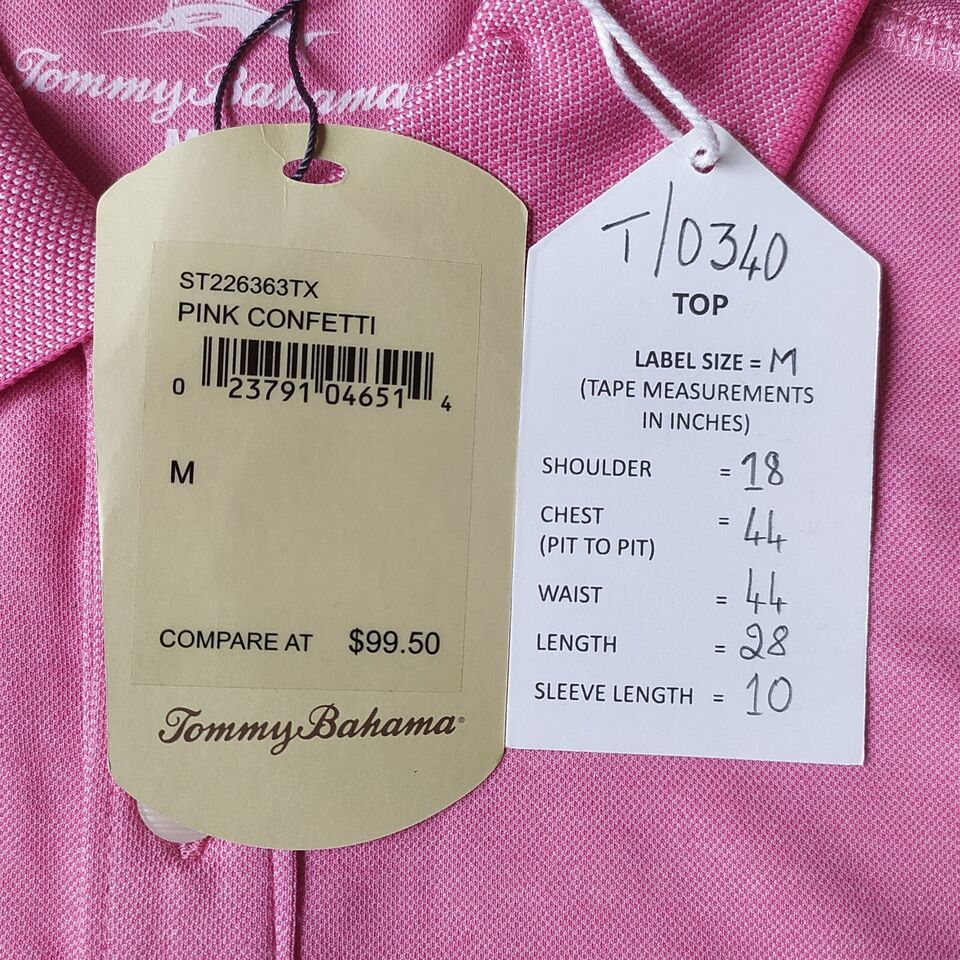 Tommy Bahama
M
ST226363TX
PINK CONFETTI
0 23791 04651 4
M
COMPARE AT $99.50
Tommy Bahama®
T/0340
TOP
LABEL SIZE = M
(TAPE MEASUREMENTS
IN INCHES)
SHOULDER = 18
CHEST = 44
(PIT TO PIT)
WAIST = 44
LENGTH = 28
SLEEVE LENGTH = 10